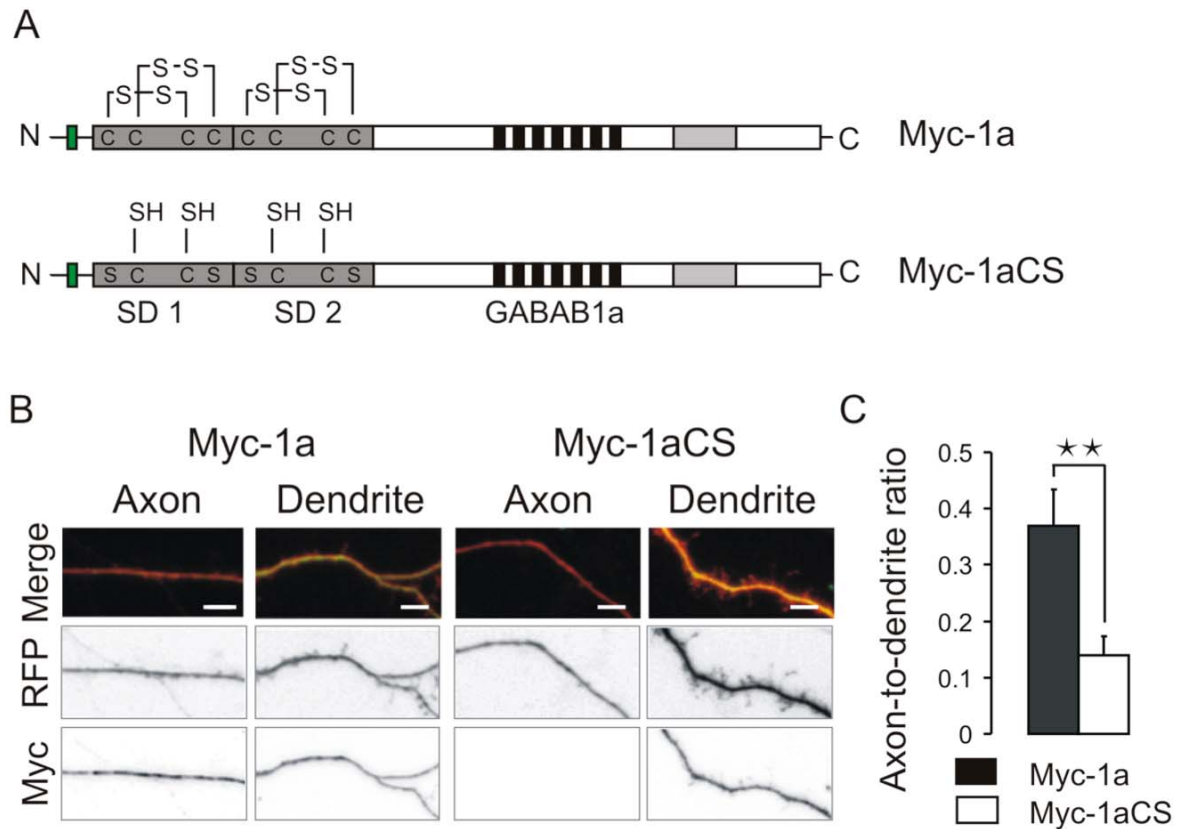 A
S-S S-S
S S S S
N C C C C C C C C C Myc-1a
SH SH SH SH
N S C C S S C C S C Myc-1aCS
SD 1 SD 2 GABAB1a
B
Myc-1a Myc-1aCS
Axon Dendrite Axon Dendrite
Merge
RFP
Myc
C
★★
Axon-to-dendrite ratio
0.5
0.4
0.3
0.2
0.1
0
Myc-1a
Myc-1aCS